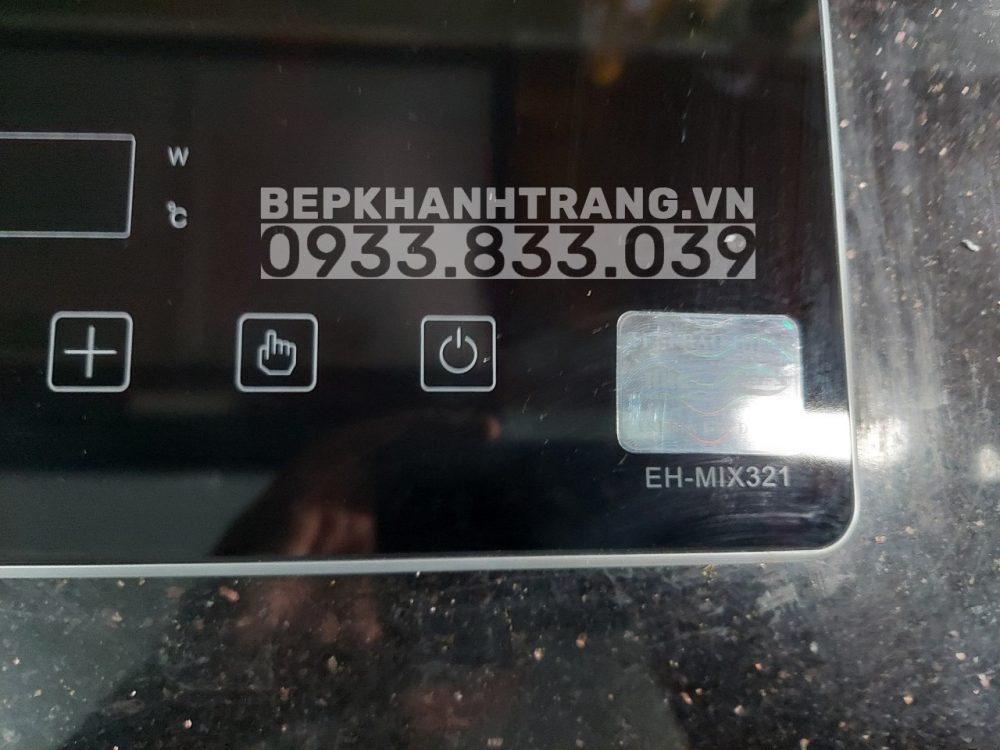 W
°C
BEPKHANHTRANG.VN
0933.833.039
EH-MIX321